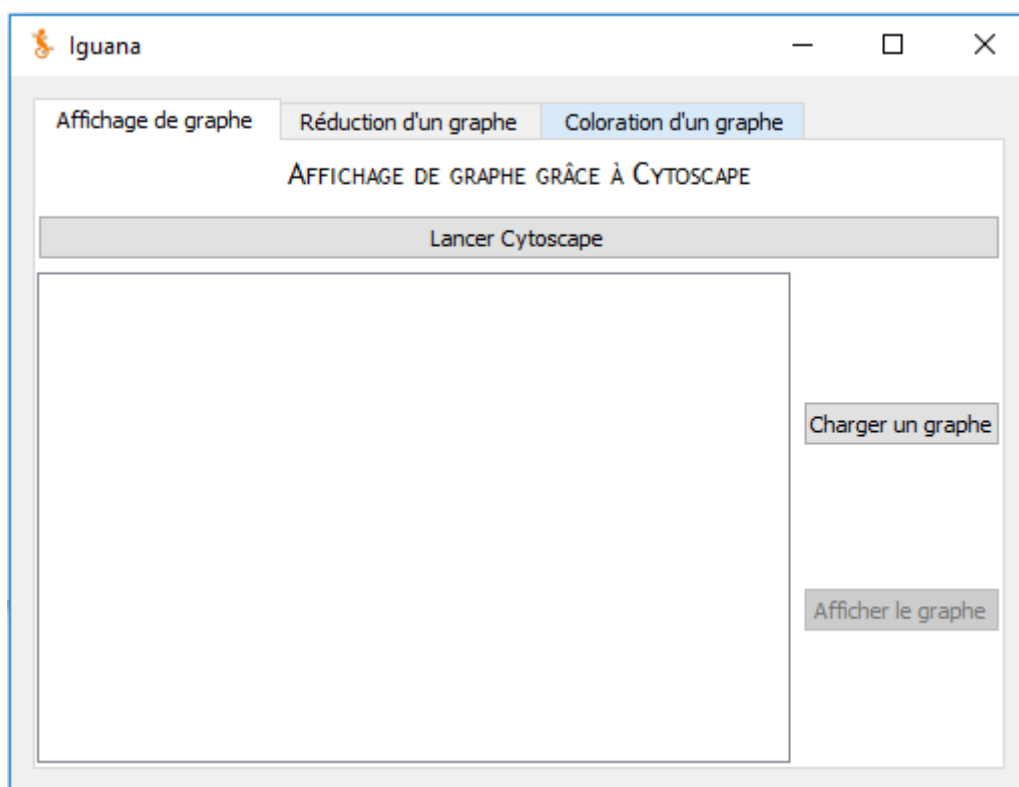 Iguana
Affichage de graphe
Réduction d'un graphe
Coloration d'un graphe
Affichage de graphe grâce à Cytoscape
Lancer Cytoscape
Charger un graphe
Afficher le graphe